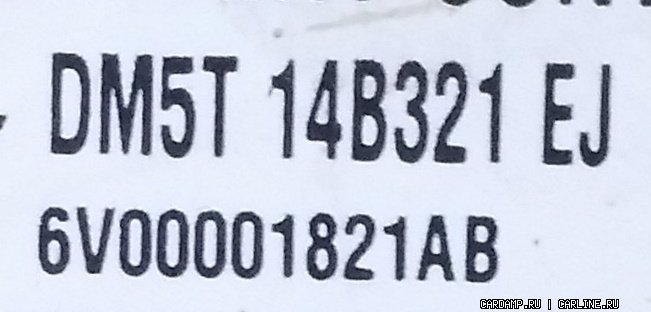 DM5T 14B321 EJ
6V00001821AB
CARDAMP.RU | CARLINE.RU